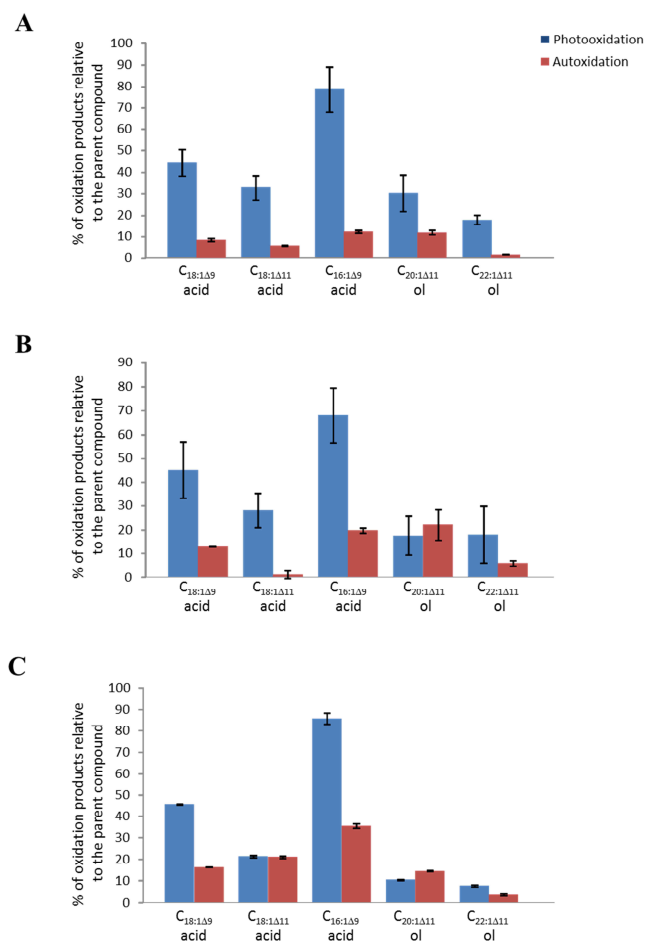 A
Photooxidation
Autoxidation
% of oxidation products relative
to the parent compound
100
90
80
70
60
50
40
30
20
10
0
C18:1Δ9 C18:1Δ11 C16:1Δ9 C20:1Δ11 C22:1Δ11
acid acid acid ol ol
B
% of oxidation products relative
to the parent compound
90
80
70
60
50
40
30
20
10
0
C18:1Δ9 C18:1Δ11 C16:1Δ9 C20:1Δ11 C22:1Δ11
acid acid acid ol ol
C
% of oxidation products relative
to the parent compound
100
90
80
70
60
50
40
30
20
10
0
C18:1Δ9 C18:1Δ11 C16:1Δ9 C20:1Δ11 C22:1Δ11
acid acid acid ol ol